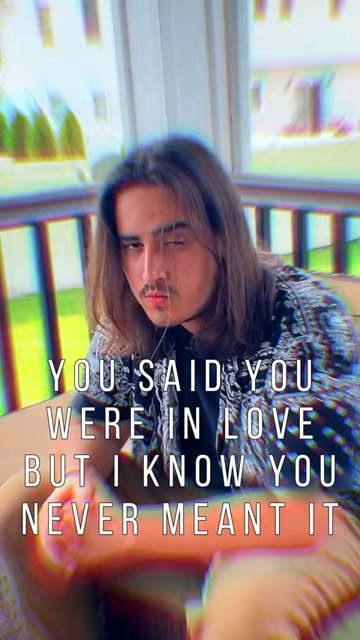 YOU SAID YOU
WERE IN LOVE
BUT I KNOW YOU
NEVER MEANT IT